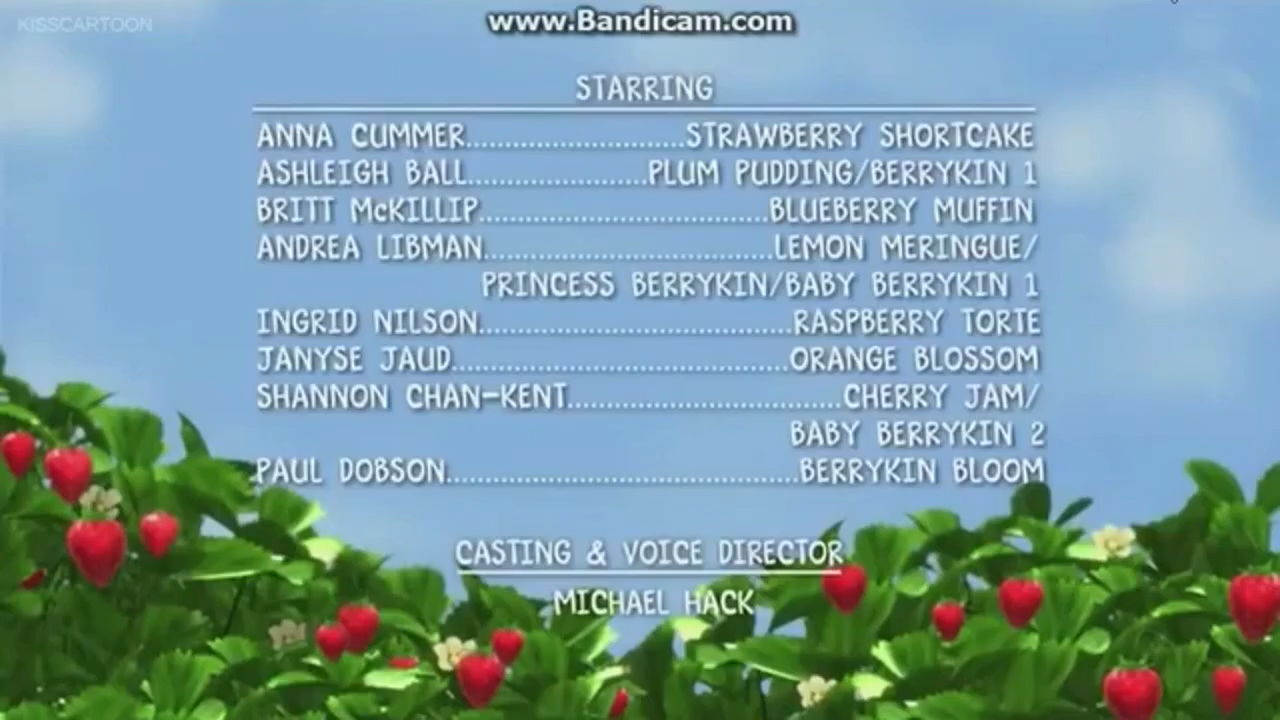 KISSCARTOON
www.Bandicam.com
STARRING
ANNA CUMMER........................STRAWBERRY SHORTCAKE
ASHLEIGH BALL....................PLUM PUDDING/BERRYKIN 1
BRITT McKILLIP................................BLUEBERRY MUFFIN
ANDREA LIBMAN................................LEMON MERINGUE/
PRINCESS BERRYKIN/BABY BERRYKIN 1
INGRID NILSON..................................RASPBERRY TORTE
JANYSE JAUD.....................................ORANGE BLOSSOM
SHANNON CHAN-KENT..............................CHERRY JAM/
BABY BERRYKIN 2
PAUL DOBSON.......................................BERRYKIN BLOOM
CASTING & VOICE DIRECTOR
MICHAEL HACK